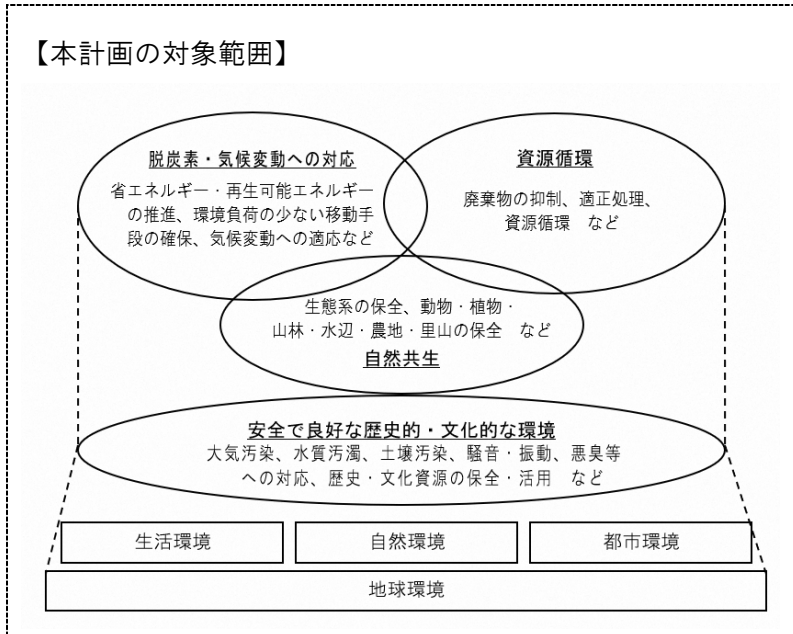 【本計画の対象範囲】
脱炭素・気候変動への対応
省エネルギー・再生可能エネルギー
の推進、環境負荷の少ない移動手
段の確保、気候変動への適応など
資源循環
廃棄物の抑制、適正処理、
資源循環　など
生態系の保全、動物・植物・
山林・水辺・農地・里山の保全　など
自然共生
安全で良好な歴史的・文化的な環境
大気汚染、水質汚濁、土壌汚染、騒音・振動、悪臭等
への対応、歴史・文化資源の保全・活用　など
生活環境
自然環境
都市環境
地球環境